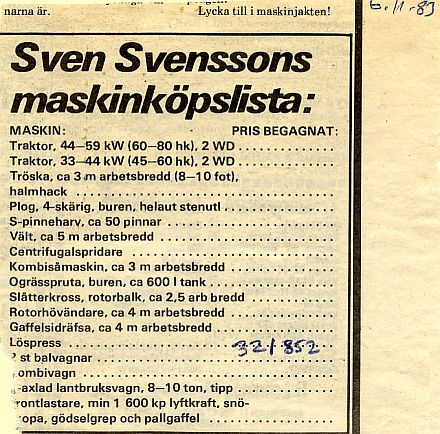 narna är.
Lycka till i maskinjakten!
6.11-83
Sven Svenssons
maskinköpslista:
MASKIN: PRIS BEGAGNAT:
Traktor, 44–59 kW (60–80 hk), 2 WD ..............
Traktor, 33–44 kW (45–60 hk), 2 WD ..............
Tröska, ca 3 m arbetsbredd (8–10 fot),
halmhack ..............
Plog, 4-skärig, buren, helaut stenutl ..............
S-pinneharv, ca 50 pinnar ..............
Vält, ca 5 m arbetsbredd ..............
Centrifugalspridare ..............
Kombisåmaskin, ca 3 m arbetsbredd ..............
Ogrässpruta, buren, ca 600 l tank ..............
Slåtterkross, rotorbalk, ca 2,5 arb bredd ..............
Rotorhövändare, ca 4 m arbetsbredd ..............
Gaffelsidräfsa, ca 4 m arbetsbredd ..............
Löspress .............. 32/852
2 st balvagnar ..............
ombivagn ..............
-axlad lantbruksvagn, 8–10 ton, tipp ..............
rontlastare, min 1 600 kp lyftkraft, snö-
opa, gödselgrep och pallgaffel ..............